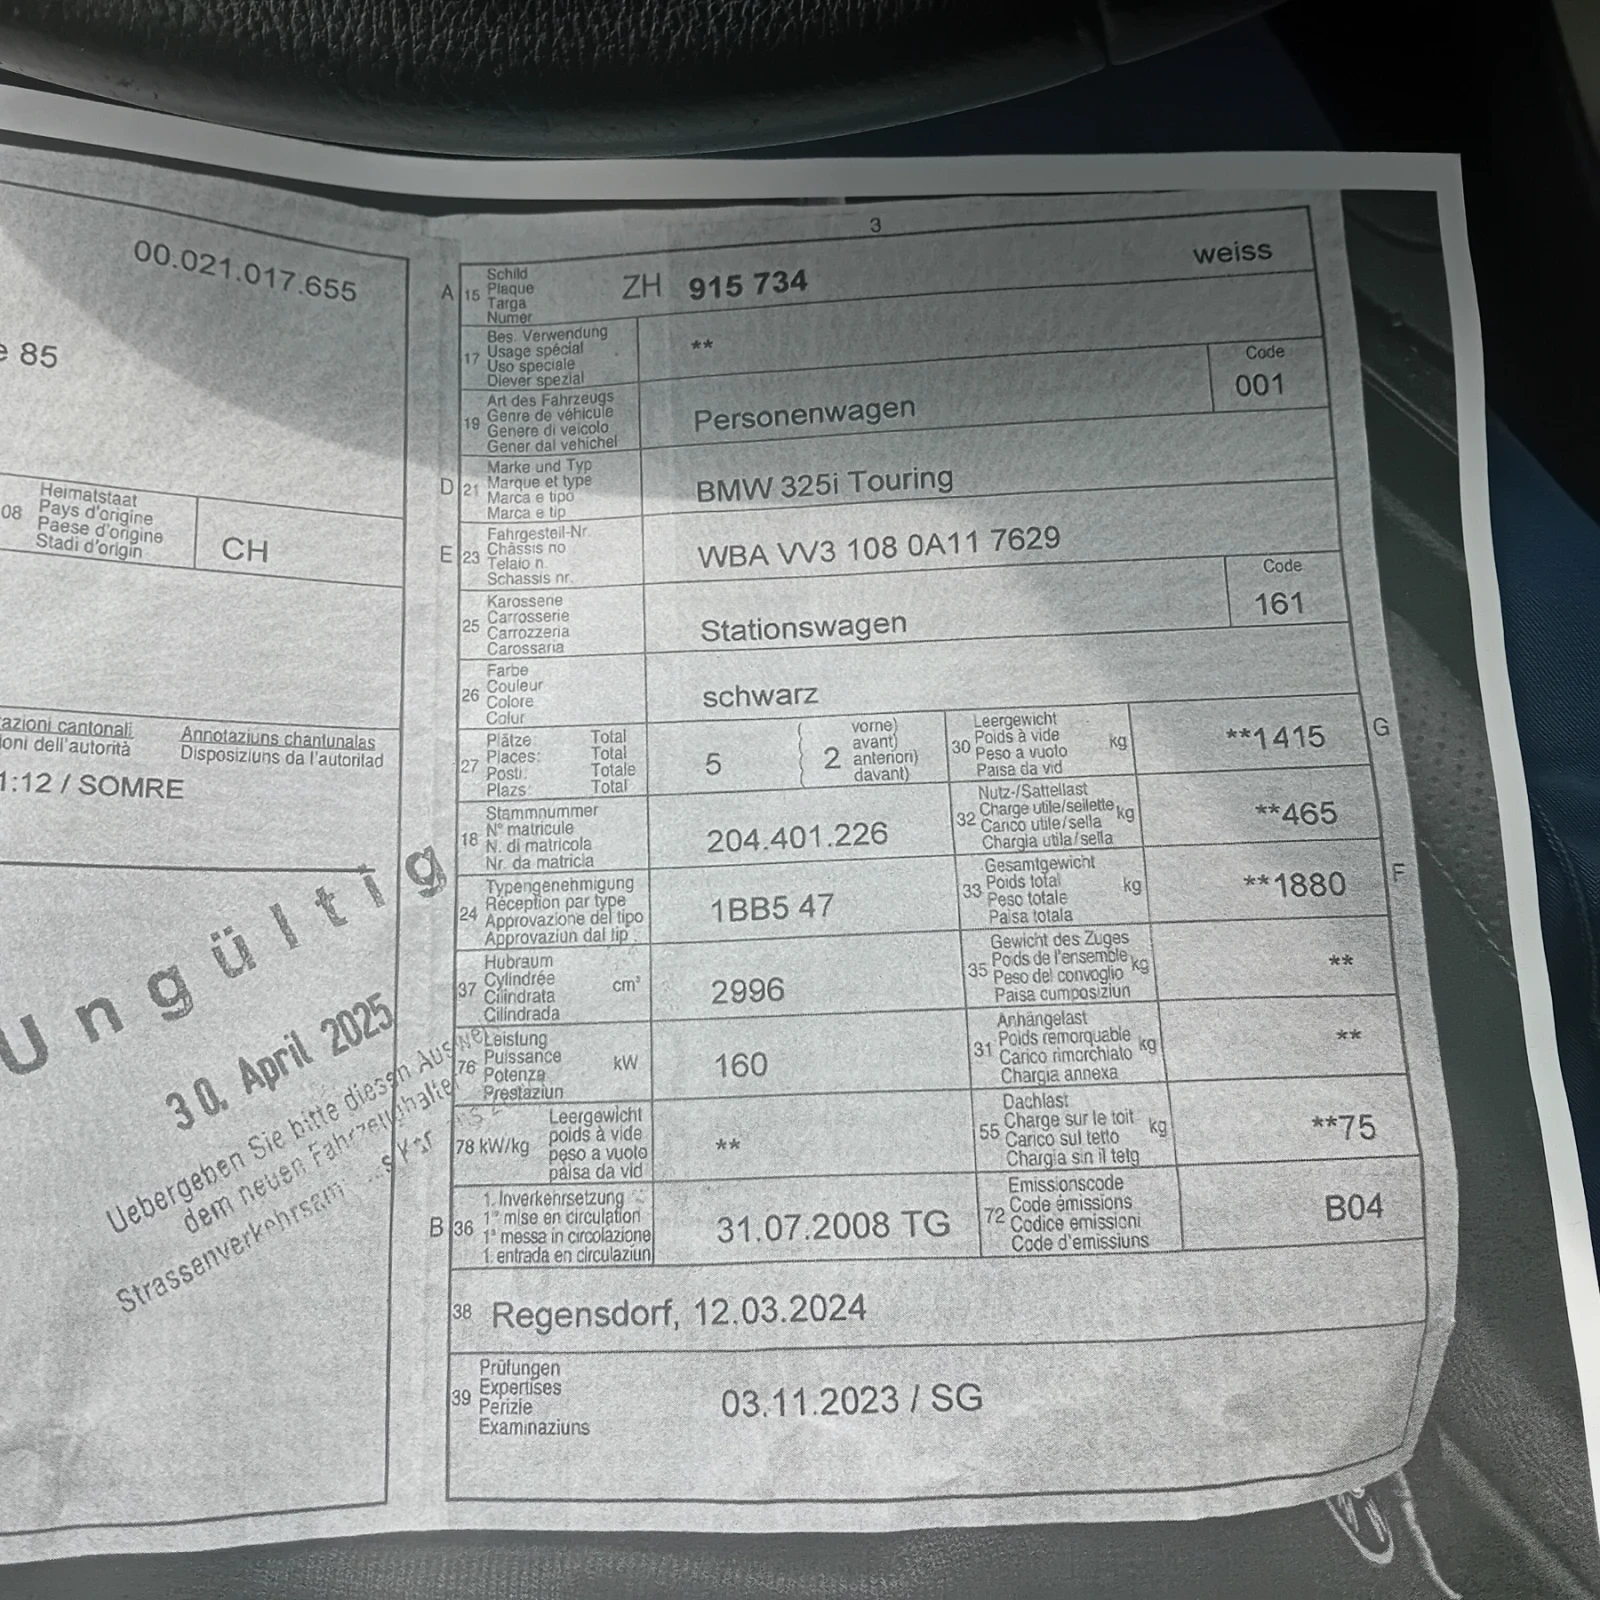 00.021.017.655
e 85
08 Heimatstaat
Pays d'origine
Paese d'origine
Stadi d'origin
CH
azioni cantonali
ioni dell'autorità
Annotaziuns chantunalas
Disposiziuns da l'autoritad
1:12 / SOMRE
Ungültig
30. April 2025
Uebergeben Sie bitte diesen Auswe
dem neuen Fahrzeughalte
Strassenverkehrsam
3
A 15 Schild
Plaque
Targa
Numer
ZH 915 734
weiss
17 Bes. Verwendung
Usage spécial
Uso speciale
Diever spezial
**
19 Art des Fahrzeugs
Genre de véhicule
Genere di veicolo
Gener dal vehichel
Personenwagen
Code
001
D 21 Marke und Typ
Marque et type
Marca e tipo
Marca e tip
BMW 325i Touring
E 23 Fahrgestell-Nr.
Châssis no
Telaio n.
Schassis nr.
WBA VV3 108 0A11 7629
25 Karosserie
Carrosserie
Carrozzeria
Carossaria
Stationswagen
Code
161
26 Farbe
Couleur
Colore
Colur
schwarz
27 Plätze: Total
Places: Total
Posti: Totale
Plazs: Total
5
2
vorne)
avant)
anteriori)
davant)
30 Leergewicht
Poids à vide
Peso a vuoto
Paisa da vid
kg
**1415
G
18 Stammnummer
N° matricule
N. di matricola
Nr. da matricla
204.401.226
32 Nutz-/Sattellast
Charge utile/sellette
Carico utile/sella
Chargia utila/sella
kg
**465
24 Typengenehmigung
Réception par type
Approvazione del tipo
Approvaziun dal tip
1BB5 47
33 Gesamtgewicht
Poids total
Peso totale
Paisa totala
kg
**1880
F
37 Hubraum
Cylindrée
Cilindrata
Cilindrada
cm³
2996
35 Gewicht des Zuges
Poids de l'ensemble
Peso del convoglio
Paisa cumposiziun
kg
**
76 Leistung
Puissance
Potenza
Prestaziun
kW
160
31 Anhängelast
Poids remorquable
Carico rimorchiato
Chargia annexa
kg
**
78 kW/kg
Leergewicht
poids à vide
peso a vuoto
paisa da vid
**
55 Dachlast
Charge sur le toit
Carico sul tetto
Chargia sin il tetg
kg
**75
B 36 1. Inverkehrsetzung
1° mise en circulation
1ª messa in circolazione
1. entrada en circulaziun
31.07.2008 TG
72 Emissionscode
Code émissions
Codice emissioni
Code d'emissiuns
B04
38 Regensdorf, 12.03.2024
39 Prüfungen
Expertises
Perizie
Examinaziuns
03.11.2023 / SG